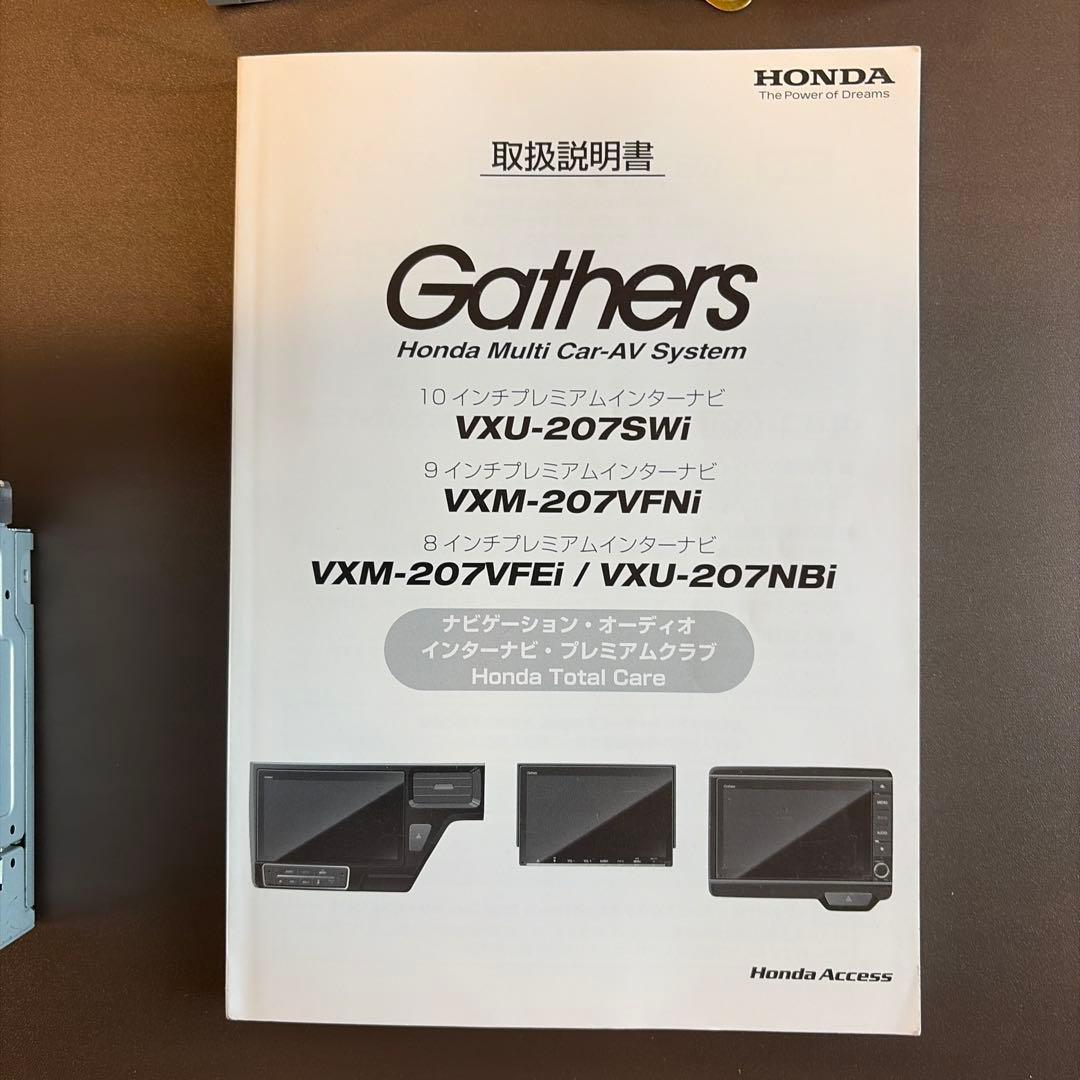 HONDA
The Power of Dreams
取扱説明書
Gathers
Honda Multi Car-AV System
10インチプレミアムインターナビ
VXU-207SWi
9インチプレミアムインターナビ
VXM-207VFNi
8インチプレミアムインターナビ
VXM-207VFEi / VXU-207NBi
ナビゲーション・オーディオ
インターナビ・プレミアムクラブ
Honda Total Care
Gathers
Gathers
Gathers
MENU
AUDIO
Honda Access